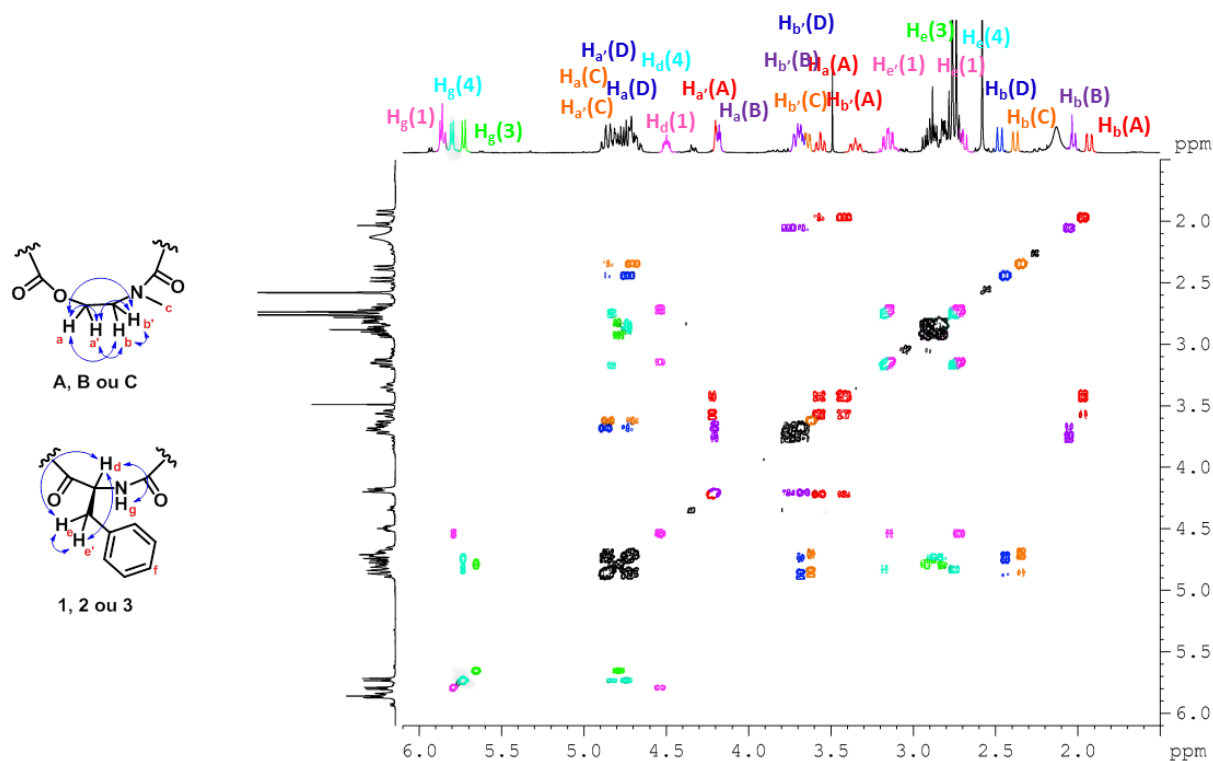 Hb'(D)
Ha'(D)
He(3)
Hd(4)
He(4)
Hb'(B)
Ha(A)
Ha(C)
Hg(4)
Ha'(A)
He'(1)
Hb(D)
Ha'(C)
Ha(D)
Hb'(C)
Hb'(A)
Hb(C)
Hb(B)
Hg(1)
Hg(3)
Hd(1)
Ha(B)
Hb(A)
ppm
2.0
2.5
3.0
3.5
4.0
4.5
5.0
5.5
6.0
6.0 5.5 5.0 4.5 4.0 3.5 3.0 2.5 2.0 ppm
O O N O
c
H H H H
a a' b b'
A, B ou C
H d
O N O
H g
H e
H e'
f
1, 2 ou 3